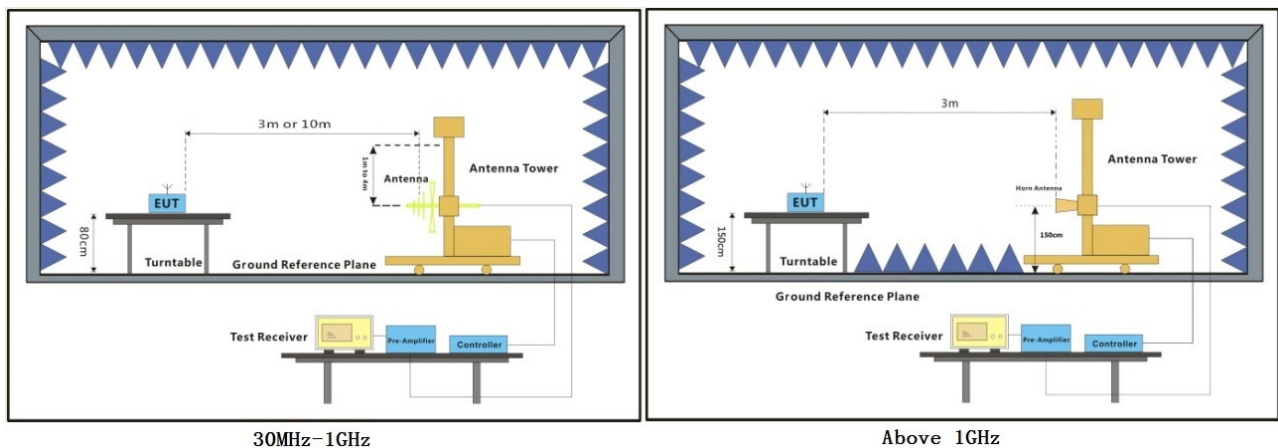 3m or 10m
1m to 4m
Antenna
Antenna Tower
EUT
80cm
Turntable
Ground Reference Plane
Test Receiver
Pre-Amplifier
Controller
30MHz-1GHz
3m
Antenna Tower
Horn Antenna
EUT
150cm
150cm
Turntable
Ground Reference Plane
Test Receiver
Pre-Amplifier
Controller
Above 1GHz